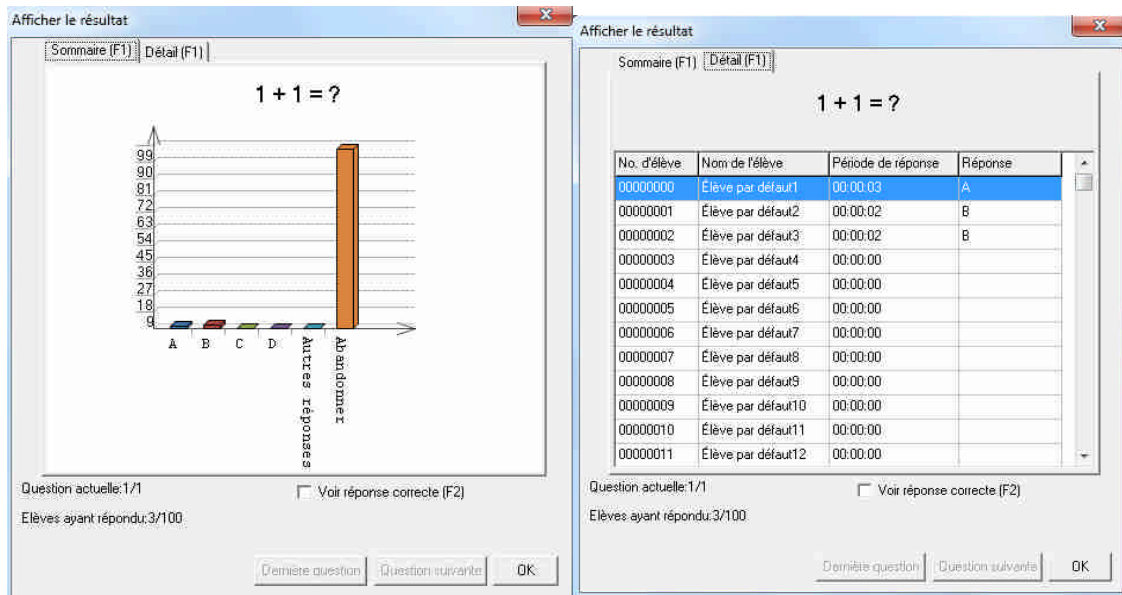 Afficher le résultat
Sommaire (F1) Détail (F1)
1 + 1 = ?
99
90
81
72
63
54
45
36
27
18
9
A B C D Autres réponses Abandonner
Question actuelle:1/1
Voir réponse correcte (F2)
Elèves ayant répondu:3/100
Dernière question Question suivante OK
Afficher le résultat
Sommaire (F1) Détail (F1)
1 + 1 = ?
No. d'élève Nom de l'élève Période de réponse Réponse
00000000 Élève par défaut1 00:00:03 A
00000001 Élève par défaut2 00:00:02 B
00000002 Élève par défaut3 00:00:02 B
00000003 Élève par défaut4 00:00:00
00000004 Élève par défaut5 00:00:00
00000005 Élève par défaut6 00:00:00
00000006 Élève par défaut7 00:00:00
00000007 Élève par défaut8 00:00:00
00000008 Élève par défaut9 00:00:00
00000009 Élève par défaut10 00:00:00
00000010 Élève par défaut11 00:00:00
00000011 Élève par défaut12 00:00:00
Question actuelle:1/1
Voir réponse correcte (F2)
Elèves ayant répondu:3/100
Dernière question Question suivante OK